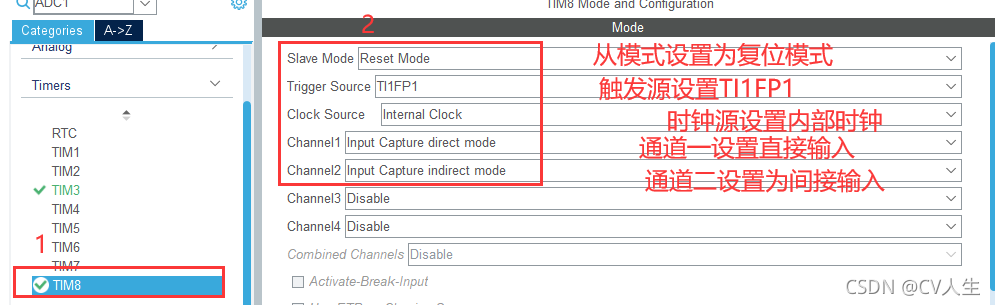 ADC1
TIM8 Mode and Configuration
Categories
A->Z
2
Mode
Analog
Slave Mode Reset Mode
从模式设置为复位模式
Timers
Trigger Source TI1FP1
触发源设置TI1FP1
Clock Source Internal Clock
时钟源设置内部时钟
RTC
Channel1 Input Capture direct mode
通道一设置直接输入
TIM1
TIM2
Channel2 Input Capture indirect mode
通道二设置为间接输入
TIM3
Channel3 Disable
TIM4
TIM5
Channel4 Disable
1
TIM6
Combined Channels Disable
TIM7
TIM8
Activate-Break-Input
CSDN @CV人生